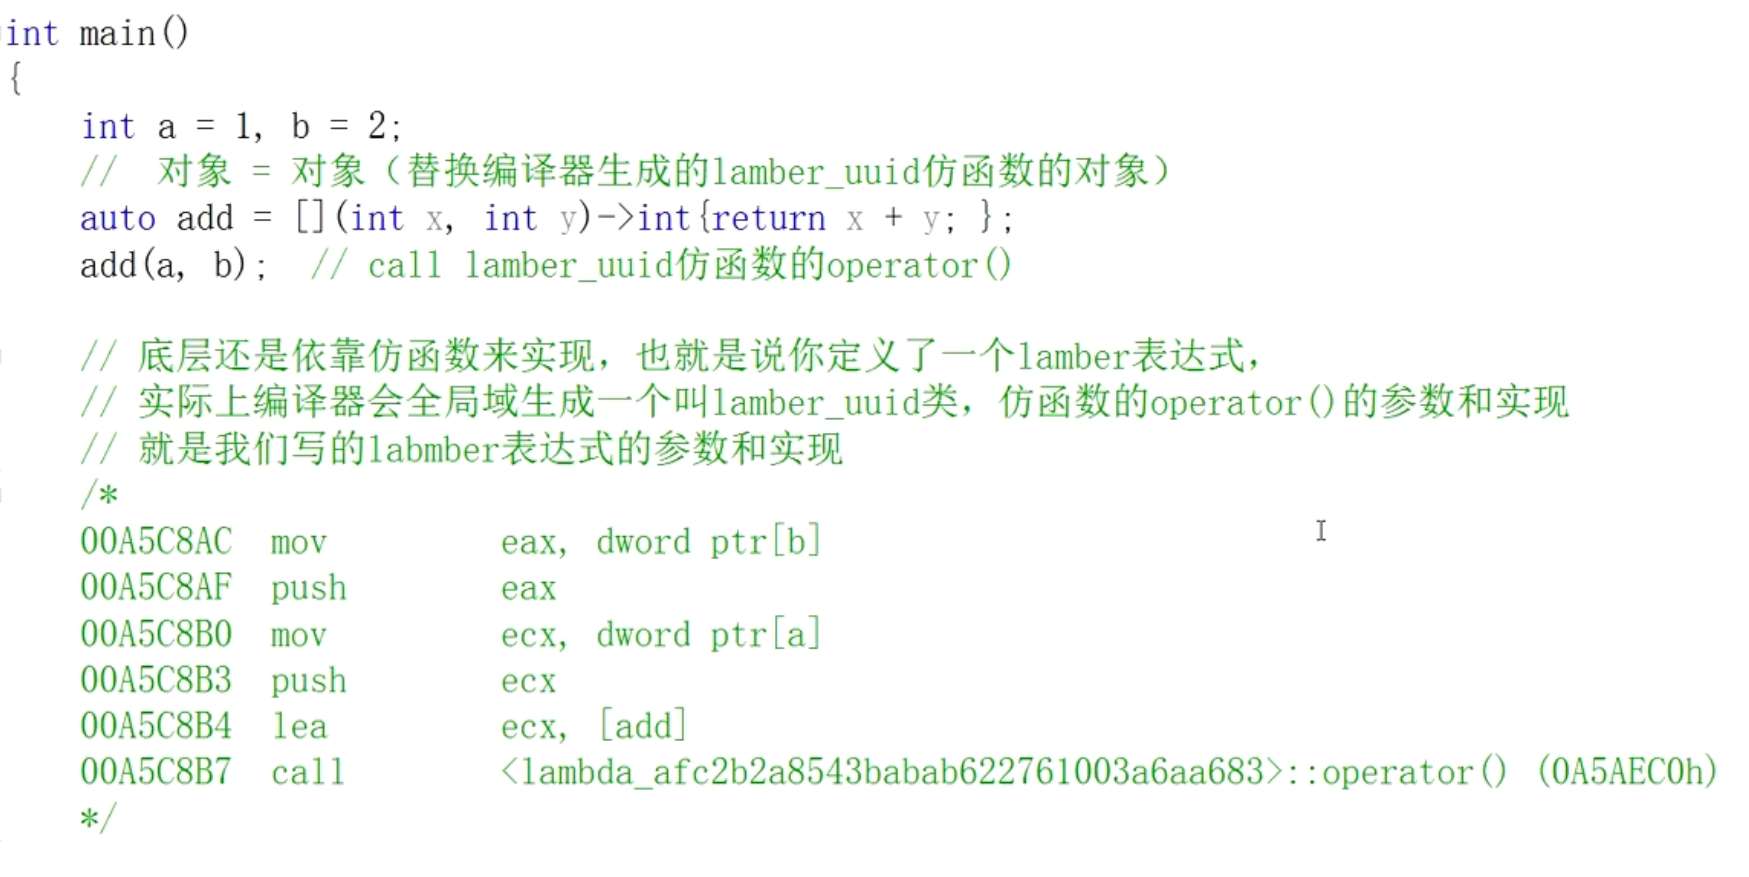 int main()
{
int a = 1, b = 2;
// 对象 = 对象（替换编译器生成的lamber_uuid仿函数的对象）
auto add = [](int x, int y)->int{return x + y; };
add(a, b); // call lamber_uuid仿函数的operator()
// 底层还是依靠仿函数来实现，也就是说你定义了一个lamber表达式，
// 实际上编译器会全局域生成一个叫lamber_uuid类，仿函数的operator()的参数和实现
// 就是我们写的labmber表达式的参数和实现
/*
00A5C8AC mov eax, dword ptr[b]
00A5C8AF push eax
00A5C8B0 mov ecx, dword ptr[a]
00A5C8B3 push ecx
00A5C8B4 lea ecx, [add]
00A5C8B7 call <lambda_afc2b2a8543babab622761003a6aa683>::operator() (0A5AEC0h)
*/